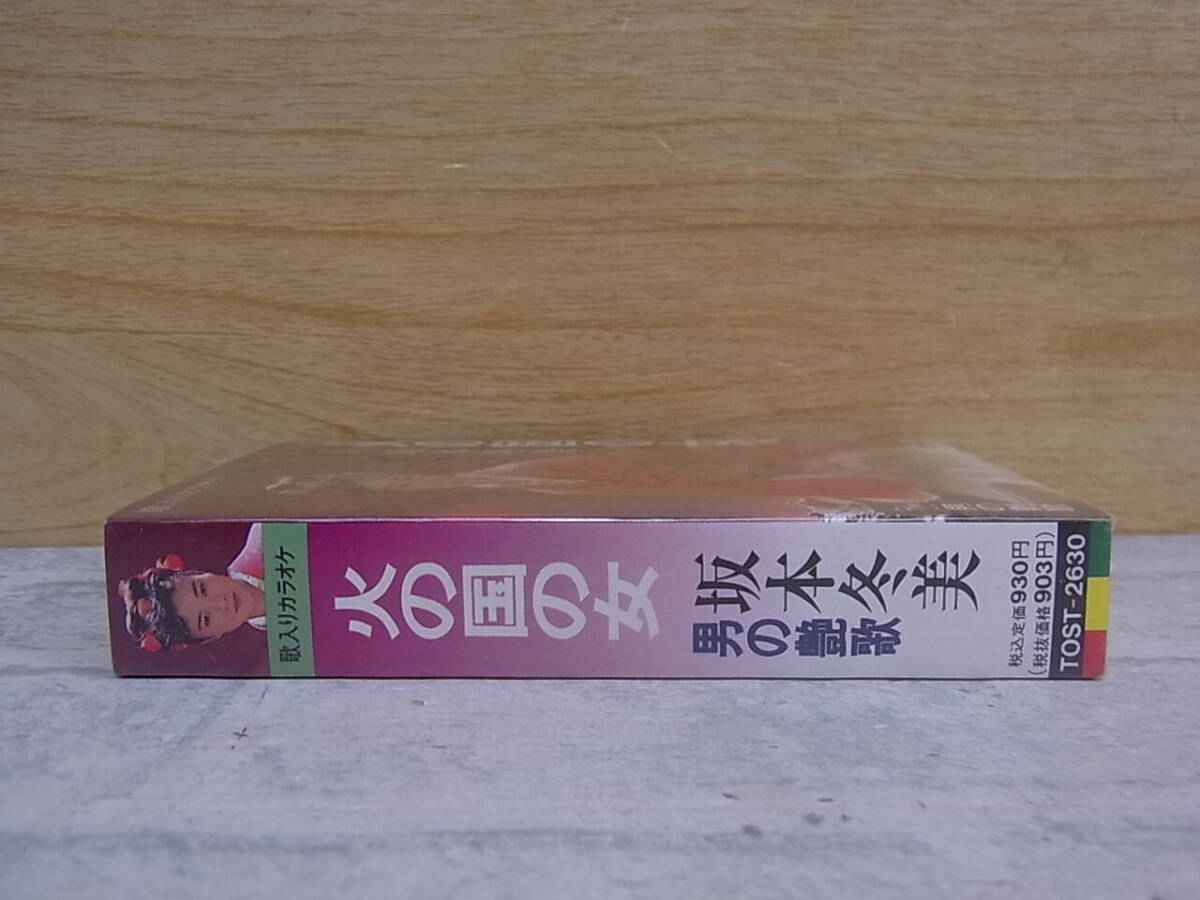 歌入りカラオケ
火の国の女
坂本冬美
男の艶歌
税込定価930円
(税抜価格903円)
TOST-2630